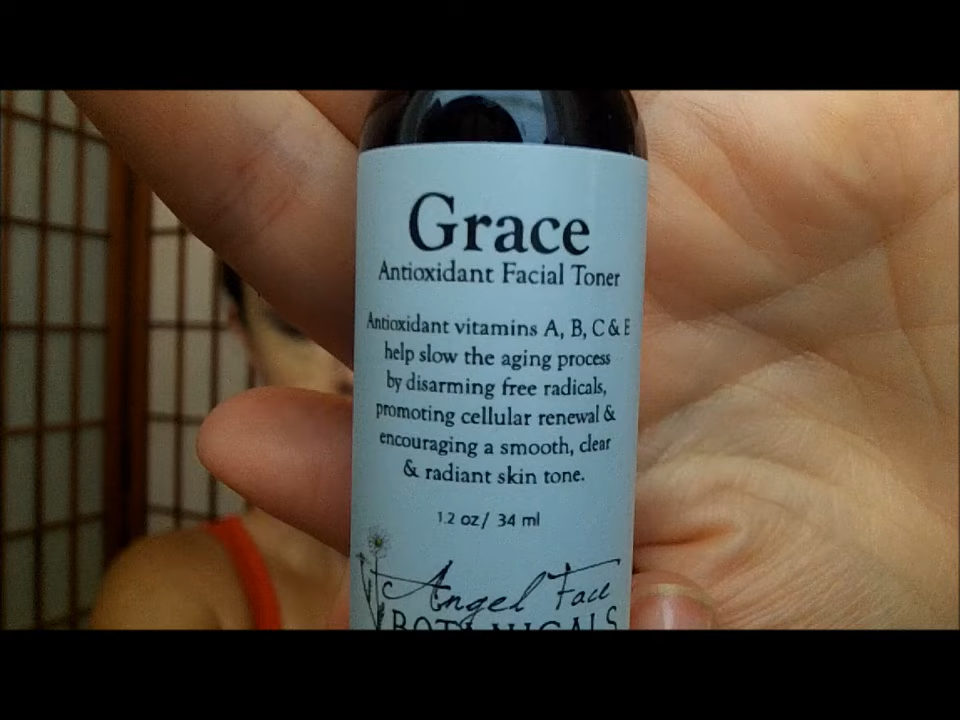 Grace
Antioxidant Facial Toner
Antioxidant vitamins A, B, C & E
help slow the aging process
by disarming free radicals,
promoting cellular renewal &
encouraging a smooth, clear
& radiant skin tone.
1.2 oz/ 34 ml
Angel Face
BOTANICALS